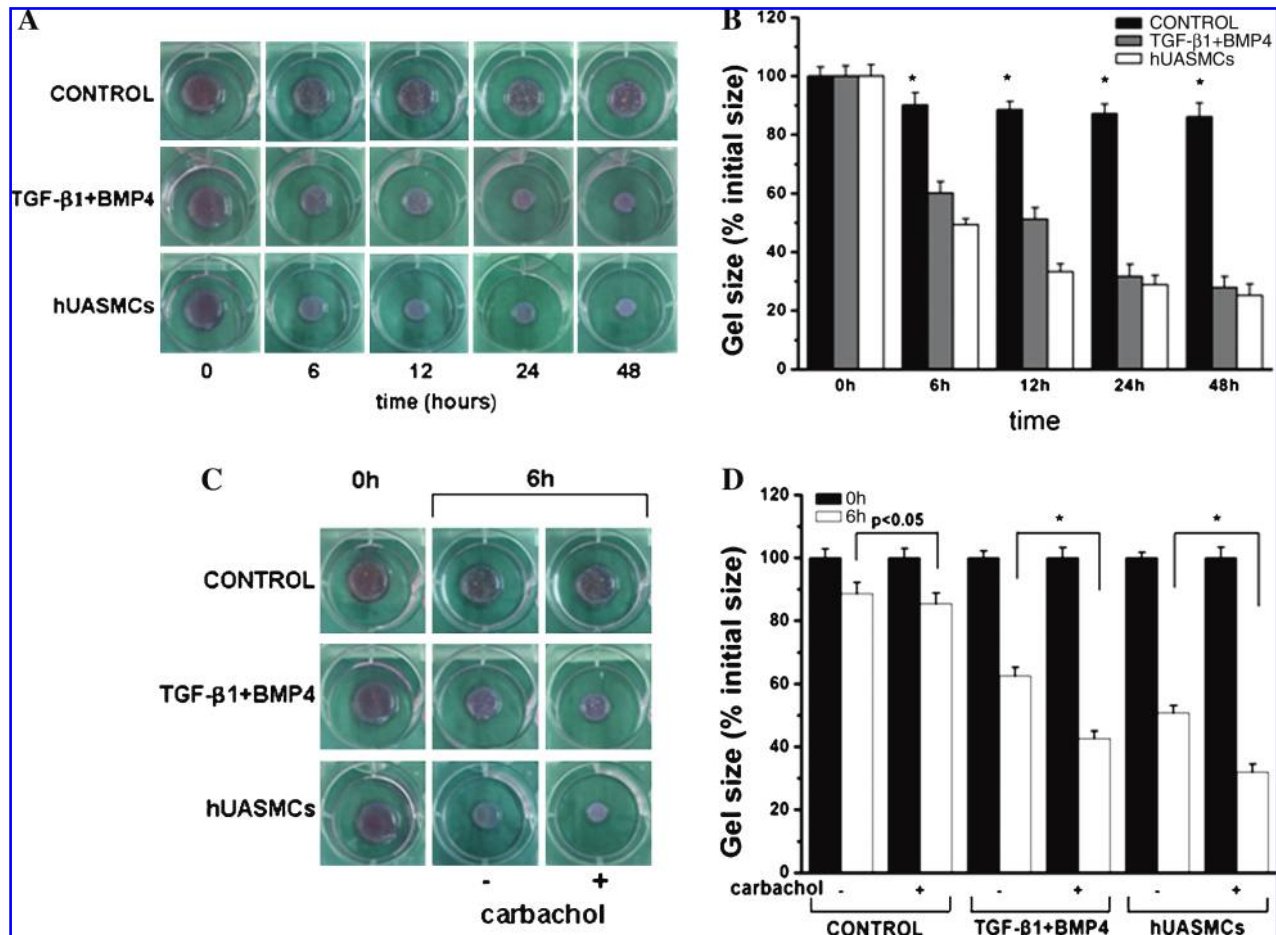 A
CONTROL
TGF-β1+BMP4
hUASMCs
0 6 12 24 48
time (hours)
B
120
100
80
60
40
20
0
Gel size (% initial size)
CONTROL
TGF-β1+BMP4
hUASMCs
* * * *
0h 6h 12h 24h 48h
time
C
0h 6h
CONTROL
TGF-β1+BMP4
hUASMCs
- +
carbachol
D
120
100
80
60
40
20
0
Gel size (% initial size)
0h
6h
p<0.05
* *
carbachol - + - + - +
CONTROL TGF-β1+BMP4 hUASMCs